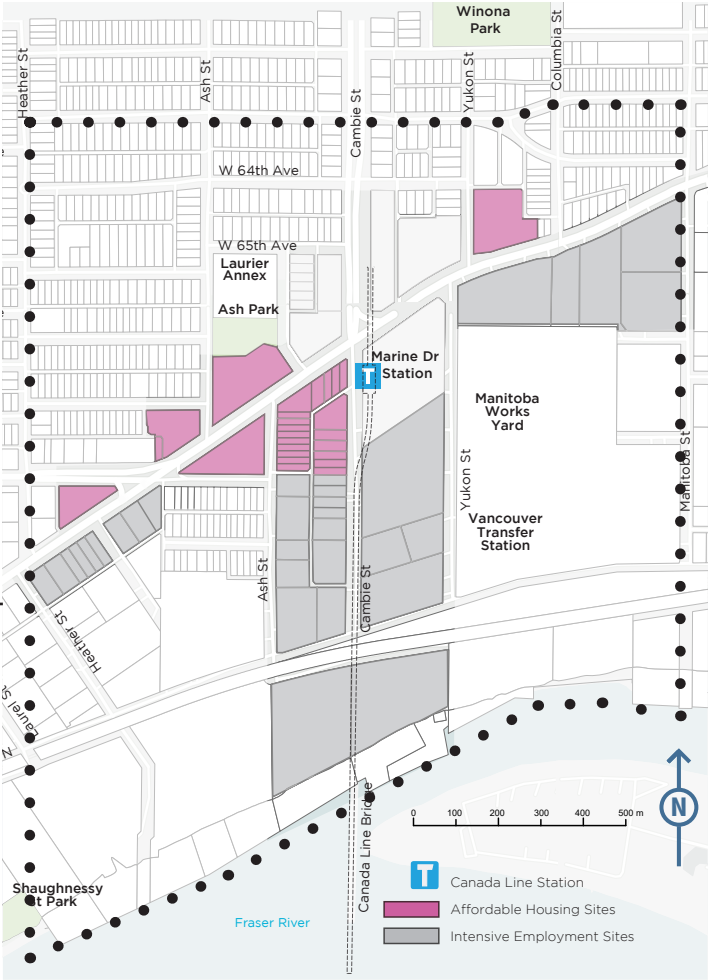 Winona
Park
Heather St
Ash St
Cambie St
Yukon St
Columbia St
W 64th Ave
W 65th Ave
Laurier
Annex
Ash Park
T
Marine Dr
Station
Manitoba
Works
Yard
Yukon St
Manitoba St
Vancouver
Transfer
Station
Ash St
Cambie St
Heather St
Laurel St
N
Canada Line Bridge
0 100 200 300 400 500 m
N
Shaughnessy
St Park
Fraser River
T Canada Line Station
Affordable Housing Sites
Intensive Employment Sites